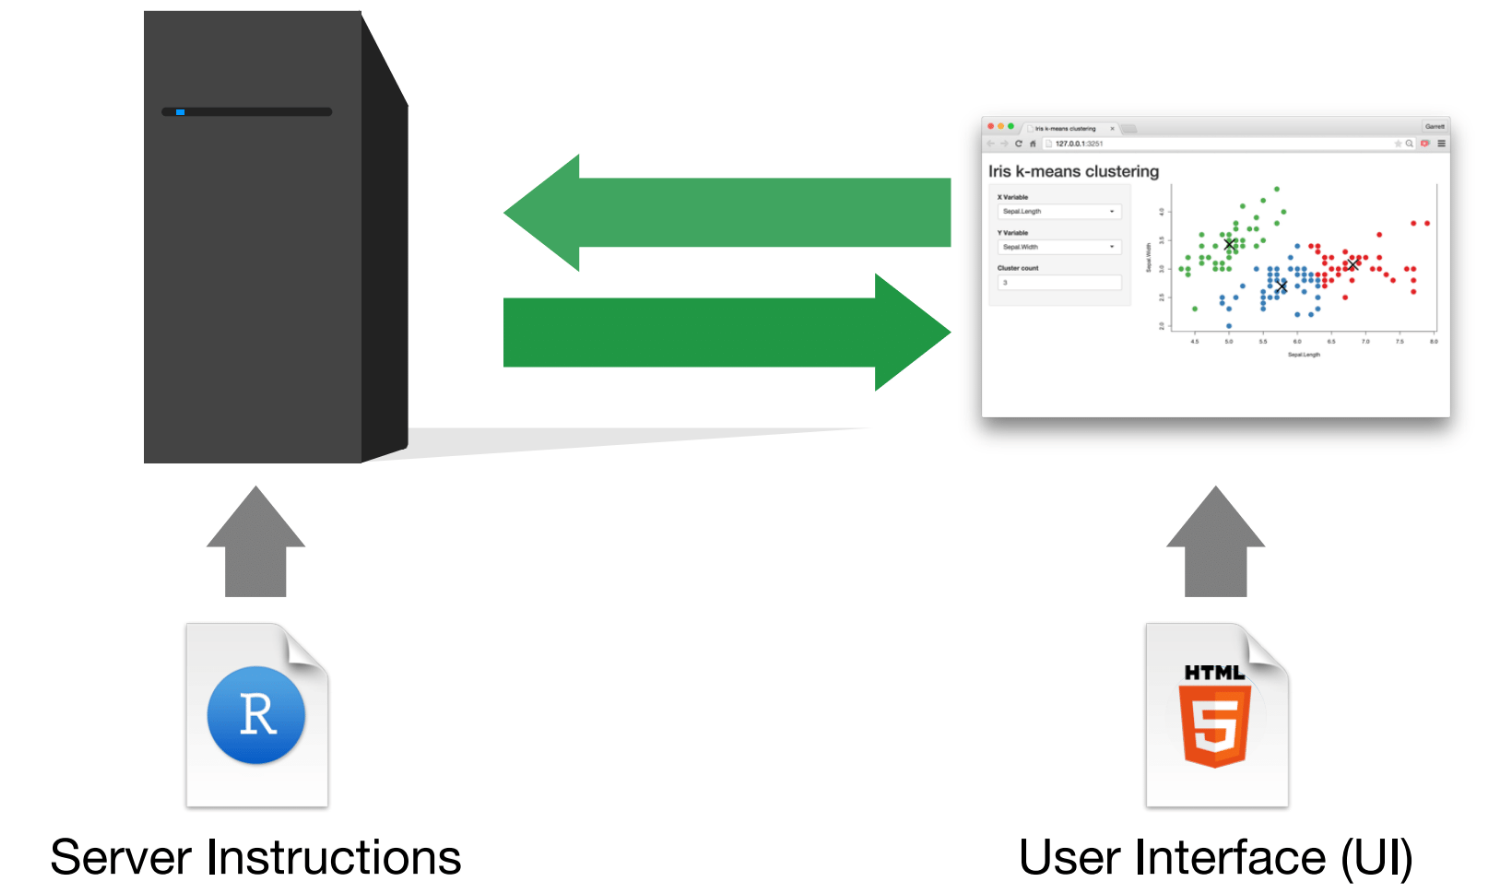 Iris k-means clustering
Garrett
127.0.0.1:3251
Iris k-means clustering
X Variable
Sepal.Length
Y Variable
Sepal.Width
Cluster count
3
Sepal.Width
4.0
3.5
3.0
2.5
2.0
4.5 5.0 5.5 6.0 6.5 7.0 7.5 8.0
Sepal.Length
R
HTML
5
Server Instructions
User Interface (UI)